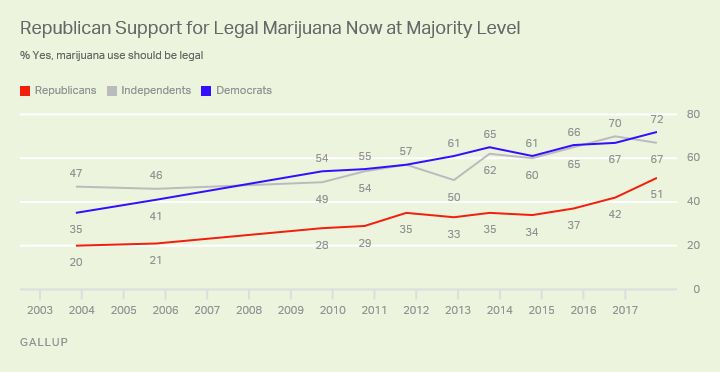 Republican Support for Legal Marijuana Now at Majority Level
% Yes, marijuana use should be legal
Republicans Independents Democrats
80
60
40
20
0
47 46 54 55 57 61 65 61 66 70 72
35 41 49 54 50 62 60 65 67 67
20 21 28 29 35 33 35 34 37 42 51
2003 2004 2005 2006 2007 2008 2009 2010 2011 2012 2013 2014 2015 2016 2017
GALLUP